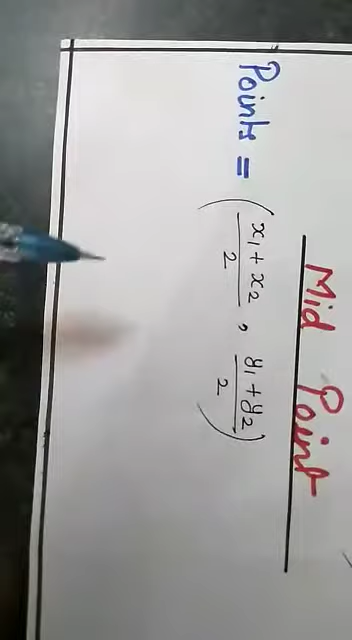 Mid Point
Points = (x₁ + x₂ / 2 , y₁ + y₂ / 2)